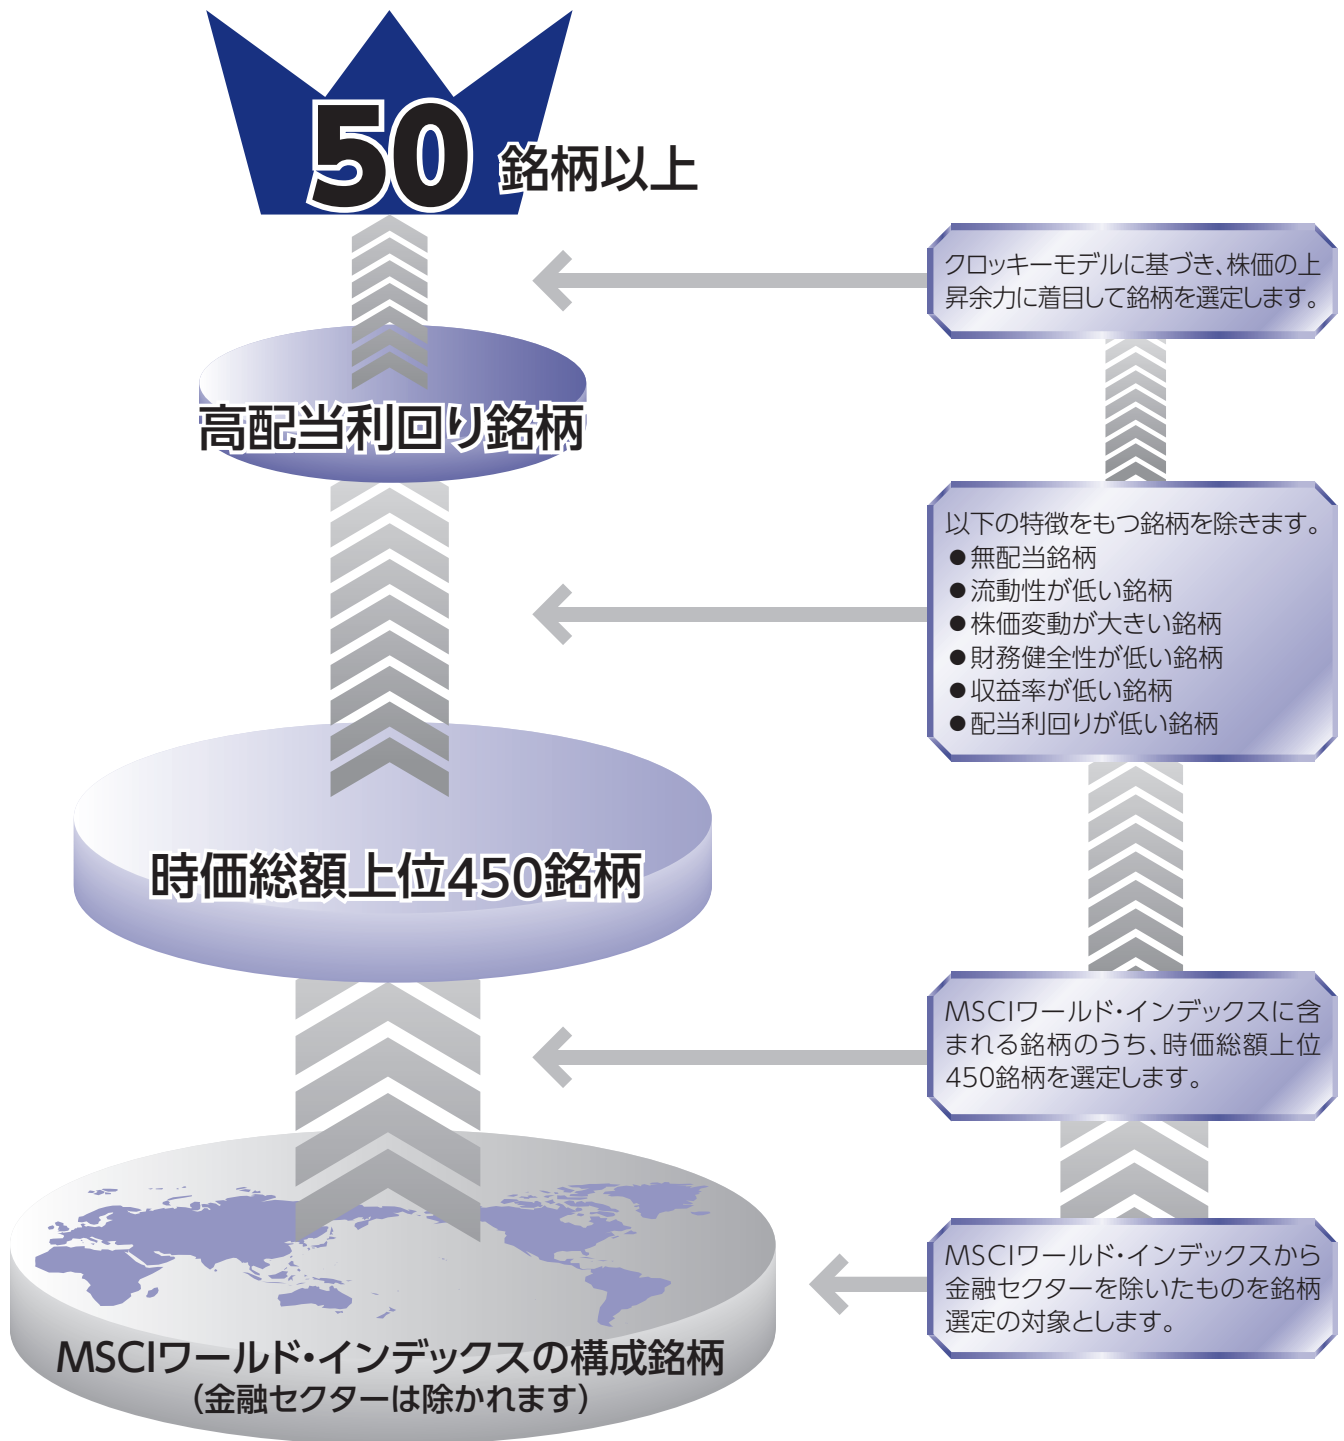 50 銘柄以上
クロッキーモデルに基づき、株価の上
昇余力に着目して銘柄を選定します。
高配当利回り銘柄
以下の特徴をもつ銘柄を除きます。
●無配当銘柄
●流動性が低い銘柄
●株価変動が大きい銘柄
●財務健全性が低い銘柄
●収益率が低い銘柄
●配当利回りが低い銘柄
時価総額上位450銘柄
MSCIワールド・インデックスに含
まれる銘柄のうち、時価総額上位
450銘柄を選定します。
MSCIワールド・インデックスから
金融セクターを除いたものを銘柄
選定の対象とします。
MSCIワールド・インデックスの構成銘柄
（金融セクターは除かれます）